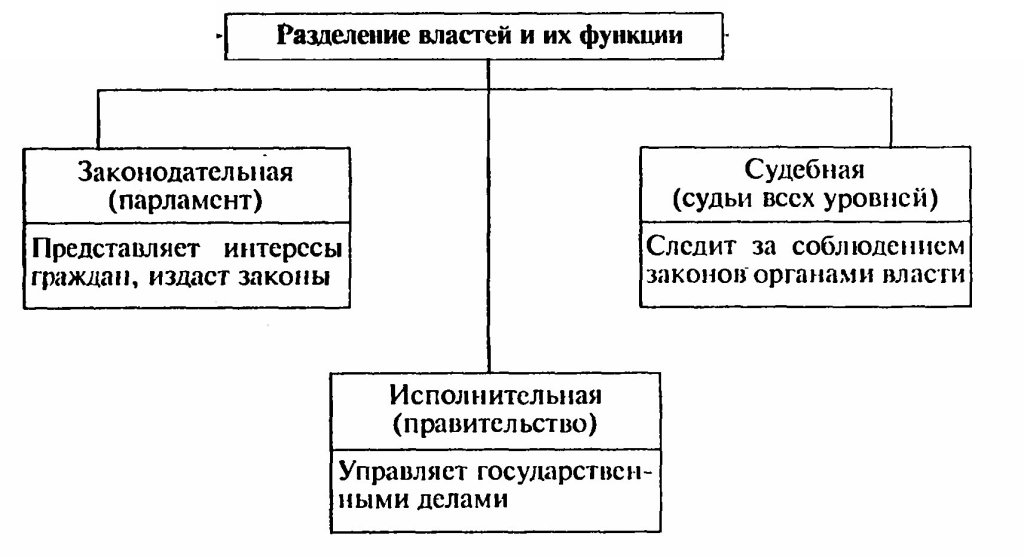 Разделение властей и их функции
Законодательная
(парламент)
Представляет интересы
граждан, издаст законы
Судебная
(судьи всех уровней)
Следит за соблюдением
законов органами власти
Исполнительная
(правительство)
Управляет государствен-
ными делами